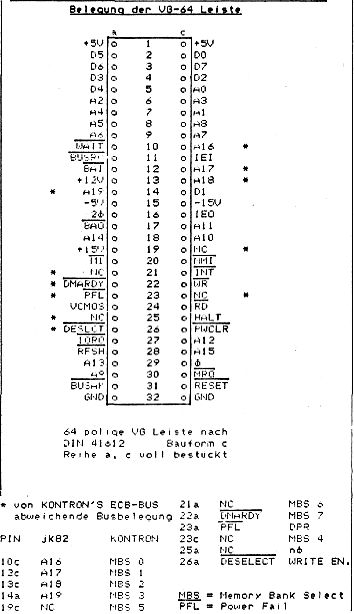 Belegung der VG-64 Leiste
a c
+5V o 1 o +5V
D5 o 2 o D0
D6 o 3 o D7
D3 o 4 o D2
D4 o 5 o A0
A2 o 6 o A3
A4 o 7 o A1
A5 o 8 o A8
A6 o 9 o A7
WAIT o 10 o A16 *
BUSRQ o 11 o IEI
BAI o 12 o A17 *
+12V o 13 o A18 *
* A19 o 14 o D1
-5V o 15 o -15V
2Φ o 16 o IEO
BAO o 17 o A11
A14 o 18 o A10
+15V o 19 o NC *
M1 o 20 o NMI
* NC o 21 o INT
* DMARDY o 22 o WR
* PFL o 23 o NC *
VCMOS o 24 o RD
* NC o 25 o HALT
* DESLCT o 26 o PWCLR
IORQ o 27 o A12
RFSH o 28 o A15
A13 o 29 o Φ
A9 o 30 o MRQ
BUSAK o 31 o RESET
GND o 32 o GND
64 polige VG Leiste nach
DIN 41612 Bauform c
Reihe a, c voll bestuckt
* von KONTRON'S ECB-BUS
abweichende Busbelegung
PIN jk82 KONTRON
10c A16 MBS 0
12c A17 MBS 1
13c A18 MBS 2
14a A19 MBS 3
19c NC MBS 5
21a NC MBS 6
22a DMARDY MBS 7
23a PFL DPR
23c NC MBS 4
25a NC nΦ
26a DESELECT WRITE EN.
MBS = Memory Bank Select
PFL = Power Fail